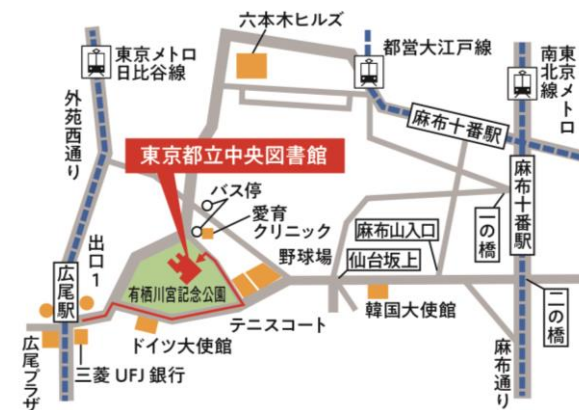 六本木ヒルズ
東京メトロ
日比谷線
都営大江戸線
東京メトロ
南北線
外苑西通り
麻布十番駅
東京都立中央図書館
バス停
愛育
クリニック
麻布山入口
一の橋
麻布十番駅
出口1
野球場
仙台坂上
広尾駅
有栖川宮記念公園
テニスコート
韓国大使館
二の橋
ドイツ大使館
広尾プラザ
三菱UFJ銀行
麻布通り